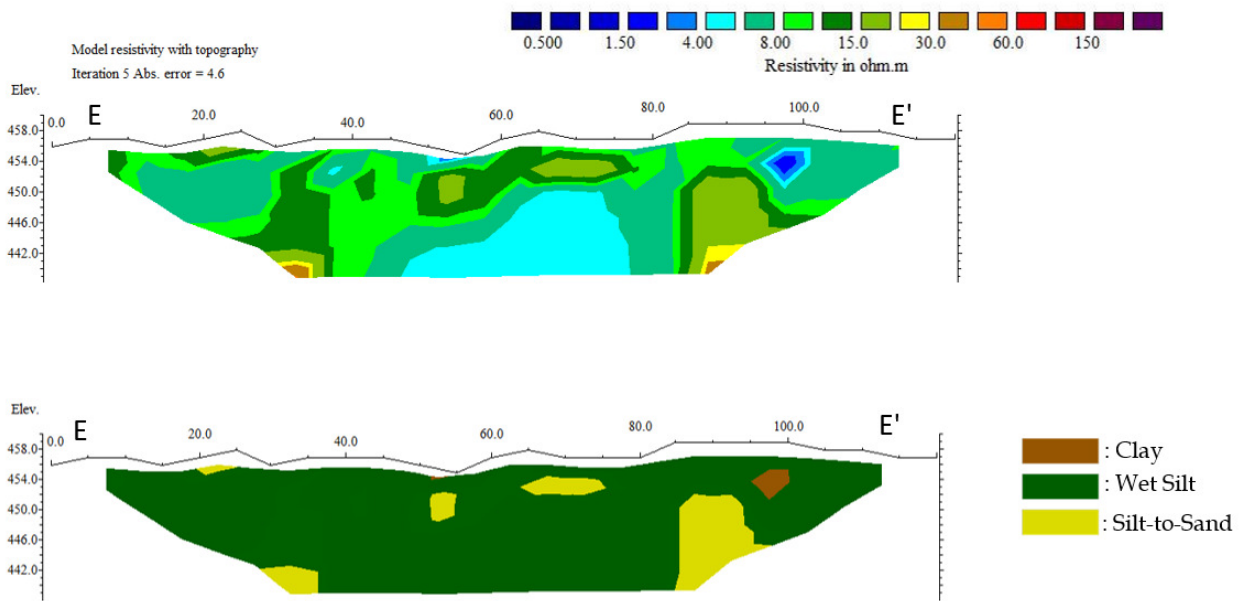 0.500 1.50 4.00 8.00 15.0 30.0 60.0 150
Resistivity in ohm.m
Model resistivity with topography
Iteration 5 Abs. error = 4.6
Elev.
E E'
0.0 20.0 40.0 60.0 80.0 100.0
458.0
454.0
450.0
446.0
442.0
Elev.
E E'
0.0 20.0 40.0 60.0 80.0 100.0
458.0
454.0
450.0
446.0
442.0
: Clay
: Wet Silt
: Silt-to-Sand